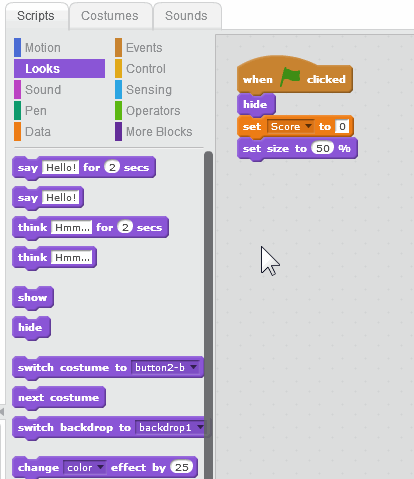 Scripts Costumes Sounds
Motion Events
Looks Control
Sound Sensing
Pen Operators
Data More Blocks
say Hello! for 2 secs
say Hello!
think Hmm... for 2 secs
think Hmm...
show
hide
switch costume to button2-b
next costume
switch backdrop to backdrop1
change color effect by 25
when clicked
hide
set Score to 0
set size to 50 %